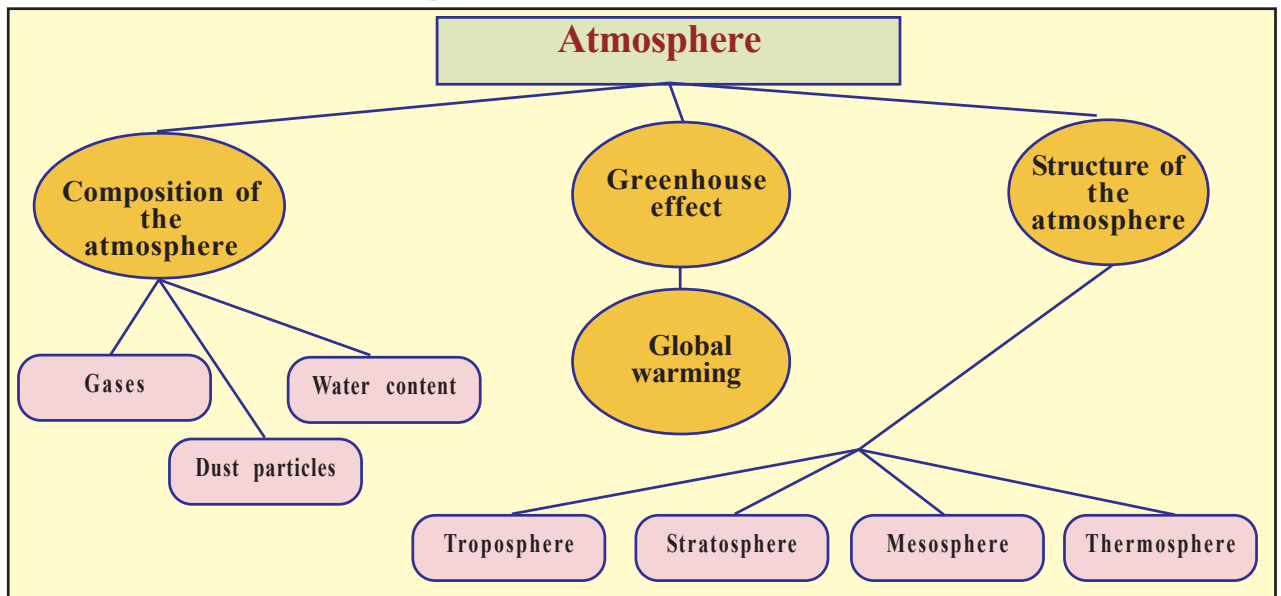 Atmosphere
Composition of
the
atmosphere
Greenhouse
effect
Structure of
the
atmosphere
Global
warming
Gases
Water content
Dust particles
Troposphere
Stratosphere
Mesosphere
Thermosphere